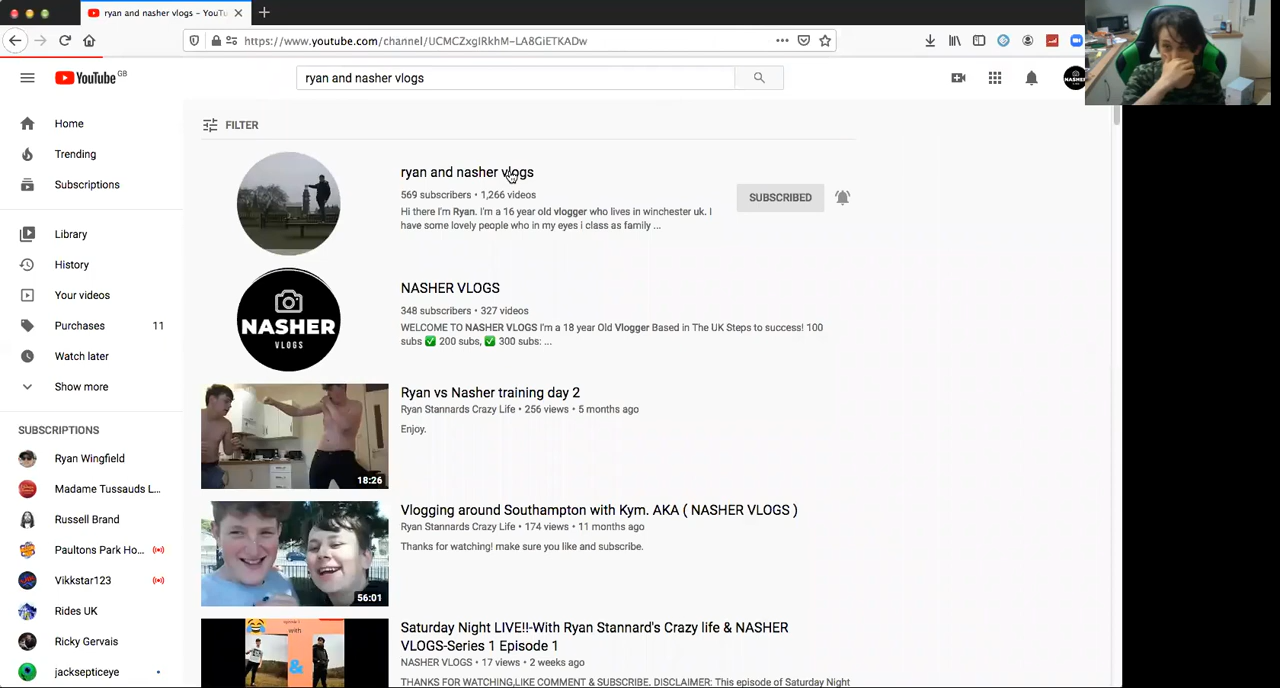 ryan and nasher vlogs - YouTu
https://www.youtube.com/channel/UCMCZxgIRkhM-LA8GiETKADw
YouTube GB
ryan and nasher vlogs
NASHER
Home
Trending
Subscriptions
Library
History
Your videos
Purchases 11
Watch later
Show more
SUBSCRIPTIONS
Ryan Wingfield
Madame Tussauds L...
Russell Brand
Paultons Park Ho...
Vikkstar123
Rides UK
Ricky Gervais
jacksepticeye
FILTER
ryan and nasher vlogs
569 subscribers • 1,266 videos
Hi there I'm Ryan. I'm a 16 year old vlogger who lives in winchester uk. I
have some lovely people who in my eyes i class as family ...
SUBSCRIBED
NASHER
VLOGS
NASHER VLOGS
348 subscribers • 327 videos
WELCOME TO NASHER VLOGS I'm a 18 year Old Vlogger Based in The UK Steps to success! 100
subs ✅ 200 subs, ✅ 300 subs: ...
18:26
Ryan vs Nasher training day 2
Ryan Stannards Crazy Life • 256 views • 5 months ago
Enjoy.
56:01
Vlogging around Southampton with Kym. AKA ( NASHER VLOGS )
Ryan Stannards Crazy Life • 174 views • 11 months ago
Thanks for watching! make sure you like and subscribe.
with
&
Saturday Night LIVE!!-With Ryan Stannard's Crazy life & NASHER
VLOGS-Series 1 Episode 1
NASHER VLOGS • 17 views • 2 weeks ago
THANKS FOR WATCHING,LIKE COMMENT & SUBSCRIBE. DISCLAIMER: This episode of Saturday Night